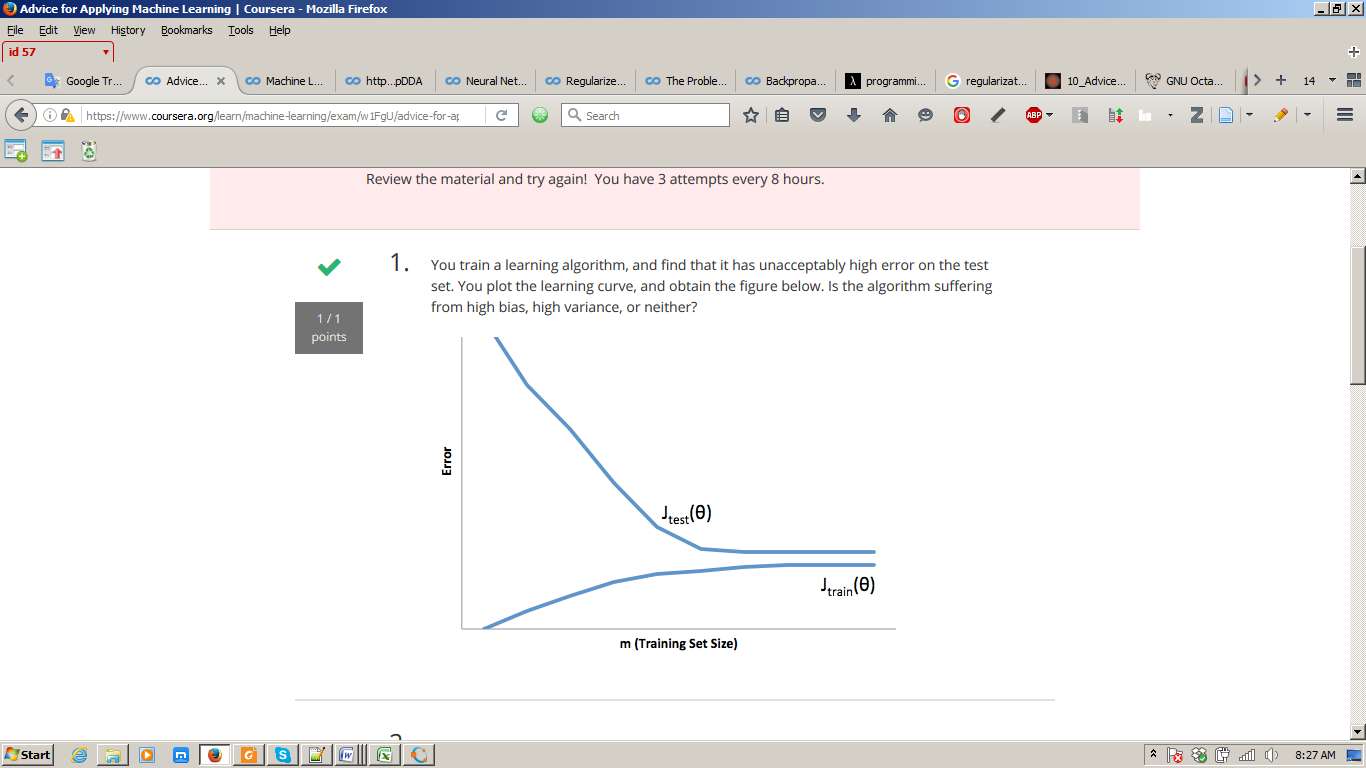 Advice for Applying Machine Learning | Coursera - Mozilla Firefox
File Edit View History Bookmarks Tools Help
id 57
Google Tr... Advice... Machine L... http...pDDA Neural Net... Regularize... The Proble... Backpropa... programmi... regularizat... 10_Advice... GNU Octa... 14
https://www.coursera.org/learn/machine-learning/exam/w1FgU/advice-for-ap Search ABP
Review the material and try again! You have 3 attempts every 8 hours.
1.
You train a learning algorithm, and find that it has unacceptably high error on the test
set. You plot the learning curve, and obtain the figure below. Is the algorithm suffering
from high bias, high variance, or neither?
1 / 1
points
Error
Jtest(θ)
Jtrain(θ)
m (Training Set Size)
Start
8:27 AM